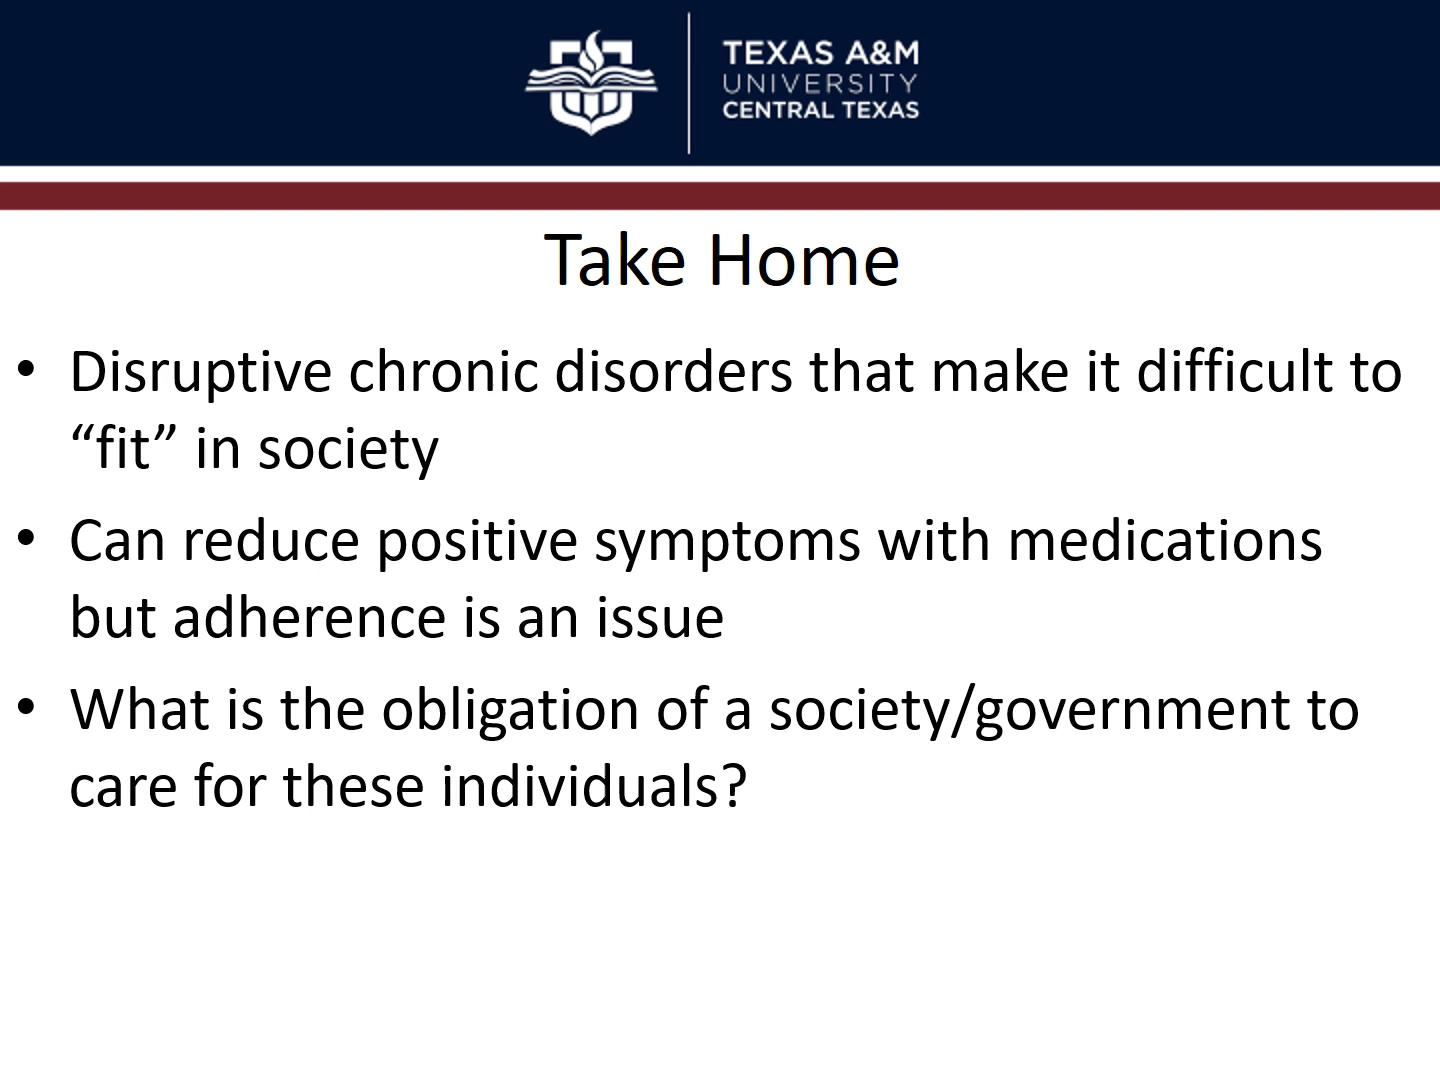 TEXAS A&M
UNIVERSITY
CENTRAL TEXAS
Take Home
• Disruptive chronic disorders that make it difficult to
“fit” in society
• Can reduce positive symptoms with medications
but adherence is an issue
• What is the obligation of a society/government to
care for these individuals?